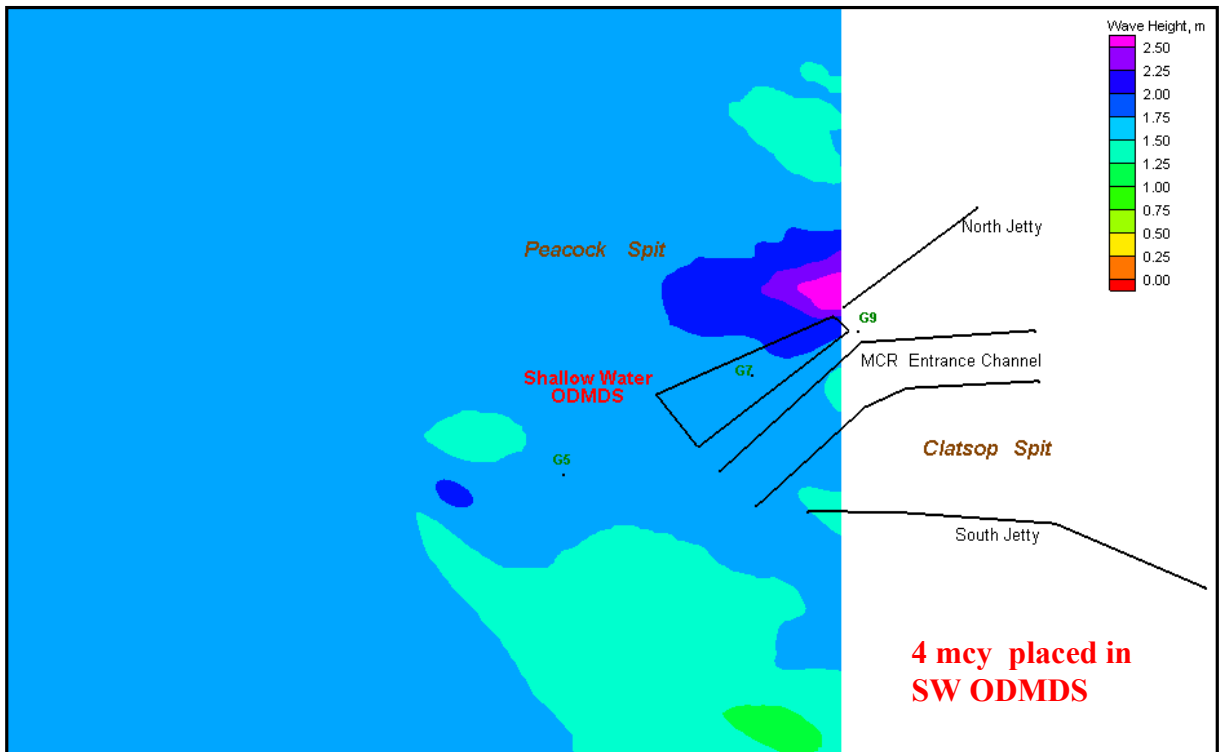 Wave Height, m
2.50
2.25
2.00
1.75
1.50
1.25
1.00
0.75
0.50
0.25
0.00
North Jetty
Peacock Spit
G9
MCR Entrance Channel
G7
Shallow Water
ODMDS
Clatsop Spit
G5
South Jetty
4 mcy placed in
SW ODMDS